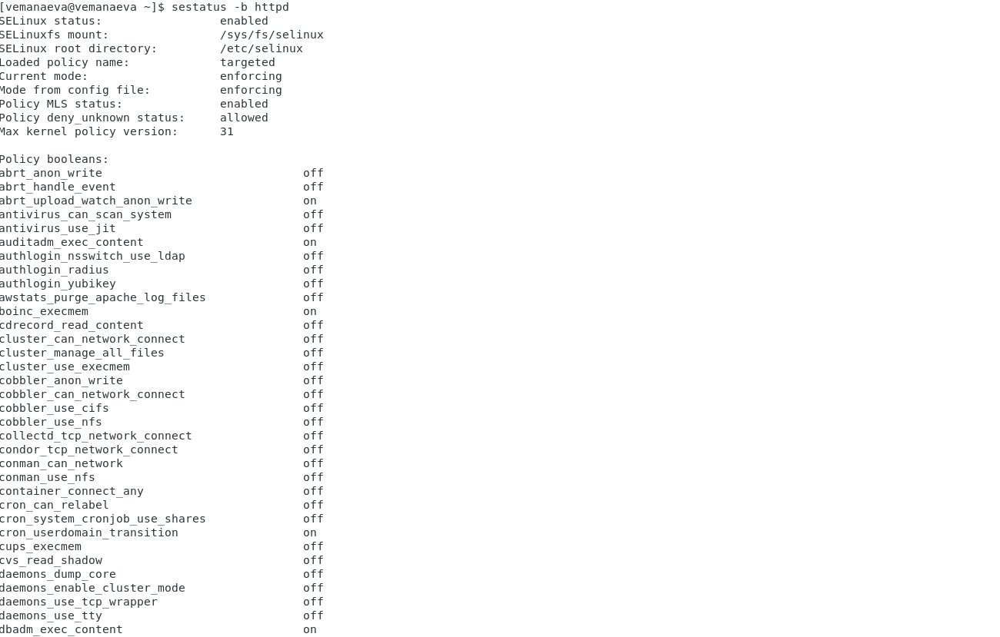 [vemanaeva@vemanaeva ~]$ sestatus -b httpd
SELinux status:                 enabled
SELinuxfs mount:                /sys/fs/selinux
SELinux root directory:         /etc/selinux
Loaded policy name:             targeted
Current mode:                   enforcing
Mode from config file:          enforcing
Policy MLS status:              enabled
Policy deny_unknown status:     allowed
Max kernel policy version:      31

Policy booleans:
abrt_anon_write                             off
abrt_handle_event                           off
abrt_upload_watch_anon_write                on
antivirus_can_scan_system                   off
antivirus_use_jit                           off
auditadm_exec_content                       on
authlogin_nsswitch_use_ldap                 off
authlogin_radius                            off
authlogin_yubikey                           off
awstats_purge_apache_log_files              off
boinc_execmem                               on
cdrecord_read_content                       off
cluster_can_network_connect                 off
cluster_manage_all_files                    off
cluster_use_execmem                         off
cobbler_anon_write                          off
cobbler_can_network_connect                 off
cobbler_use_cifs                            off
cobbler_use_nfs                             off
collectd_tcp_network_connect                off
condor_tcp_network_connect                  off
conman_can_network                          off
conman_use_nfs                              off
container_connect_any                       off
cron_can_relabel                            off
cron_system_cronjob_use_shares              off
cron_userdomain_transition                  on
cups_execmem                                off
cvs_read_shadow                             off
daemons_dump_core                           off
daemons_enable_cluster_mode                 off
daemons_use_tcp_wrapper                     off
daemons_use_tty                             off
dbadm_exec_content                          on